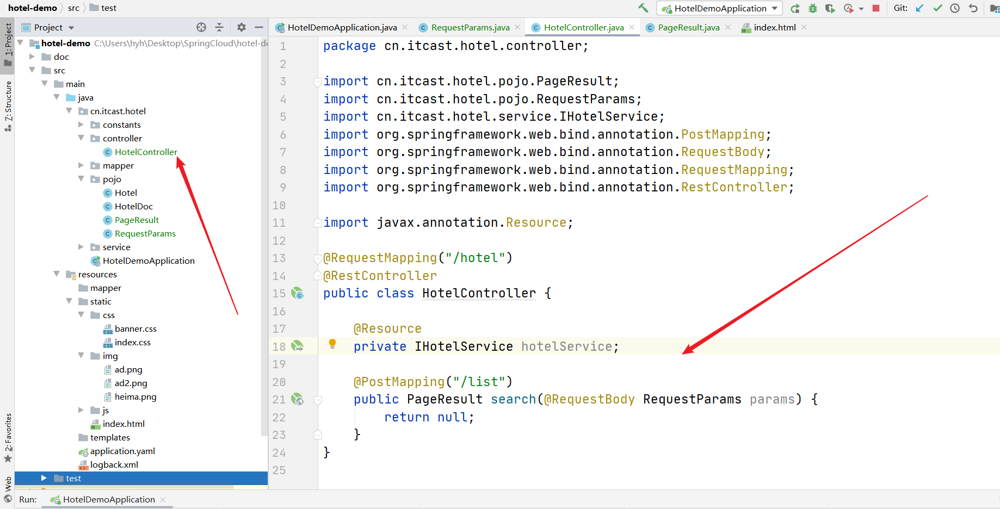 hotel-demo src test
HotelDemoApplication Git:
Project
HotelDemoApplication.java RequestParams.java HotelController.java PageResult.java index.html
1: Project
7: Structure
2: Favorites
Web
hotel-demo C:\Users\hyh\Desktop\SpringCloud\hotel-de
doc
src
main
java
cn.itcast.hotel
constants
controller
HotelController
mapper
pojo
Hotel
HotelDoc
PageResult
RequestParams
service
HotelDemoApplication
resources
mapper
static
css
banner.css
index.css
img
ad.png
ad2.png
heima.png
js
index.html
templates
application.yaml
logback.xml
test
1 package cn.itcast.hotel.controller;
2
3 import cn.itcast.hotel.pojo.PageResult;
4 import cn.itcast.hotel.pojo.RequestParams;
5 import cn.itcast.hotel.service.IHotelService;
6 import org.springframework.web.bind.annotation.PostMapping;
7 import org.springframework.web.bind.annotation.RequestBody;
8 import org.springframework.web.bind.annotation.RequestMapping;
9 import org.springframework.web.bind.annotation.RestController;
10
11 import javax.annotation.Resource;
12
13 @RequestMapping("/hotel")
14 @RestController
15 public class HotelController {
16
17 @Resource
18 private IHotelService hotelService;
19
20 @PostMapping("/list")
21 public PageResult search(@RequestBody RequestParams params) {
22 return null;
23 }
24 }
25
Run: HotelDemoApplication